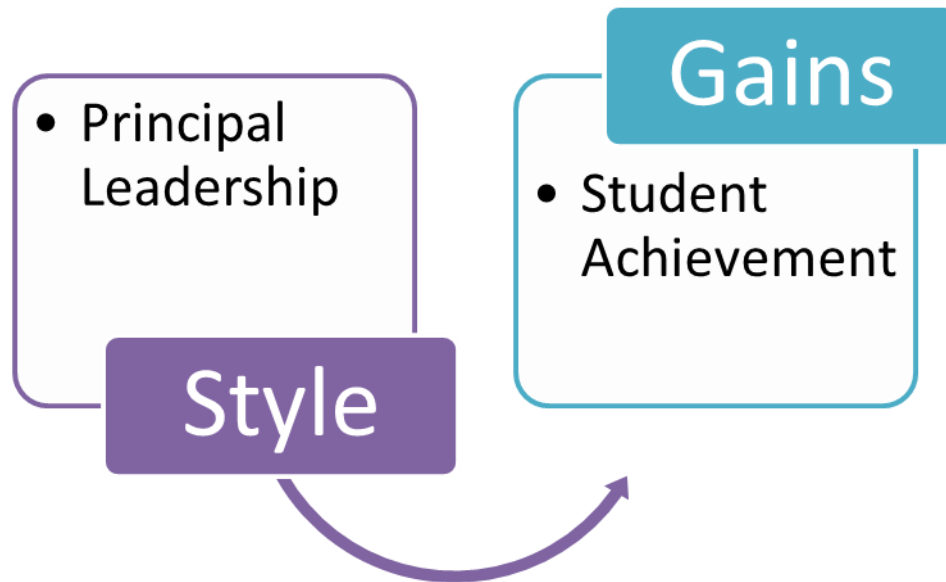 • Principal
Leadership
Style
Gains
• Student
Achievement